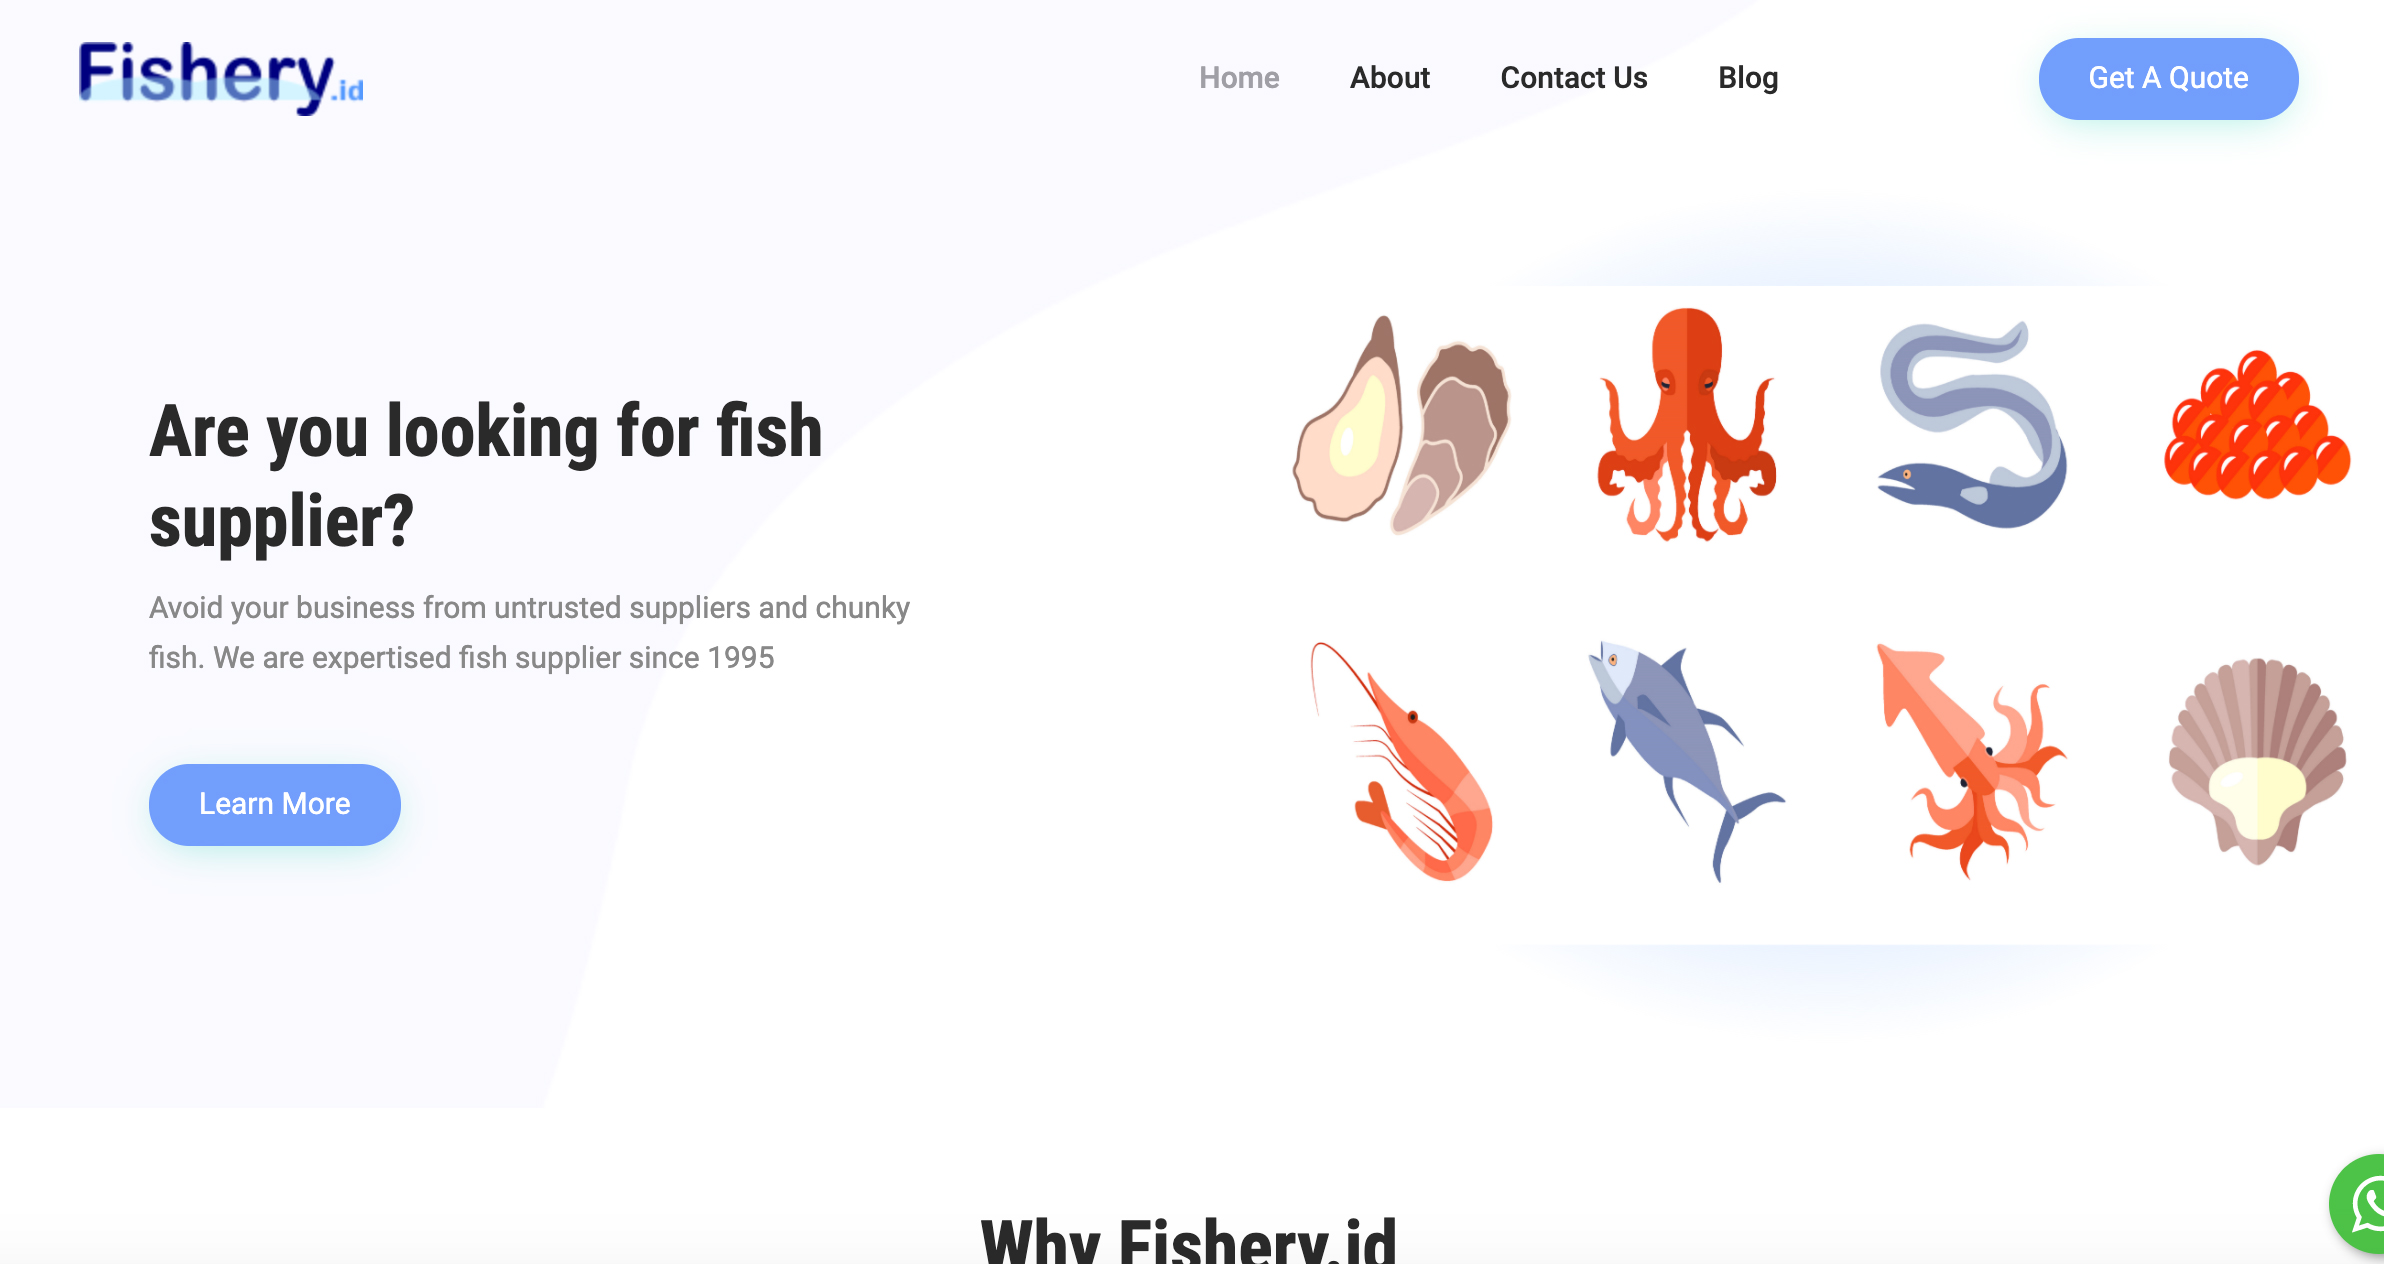 Fishery.id
Home About Contact Us Blog
Get A Quote
Are you looking for fish
supplier?
Avoid your business from untrusted suppliers and chunky
fish. We are expertised fish supplier since 1995
Learn More
Why Fishery.id